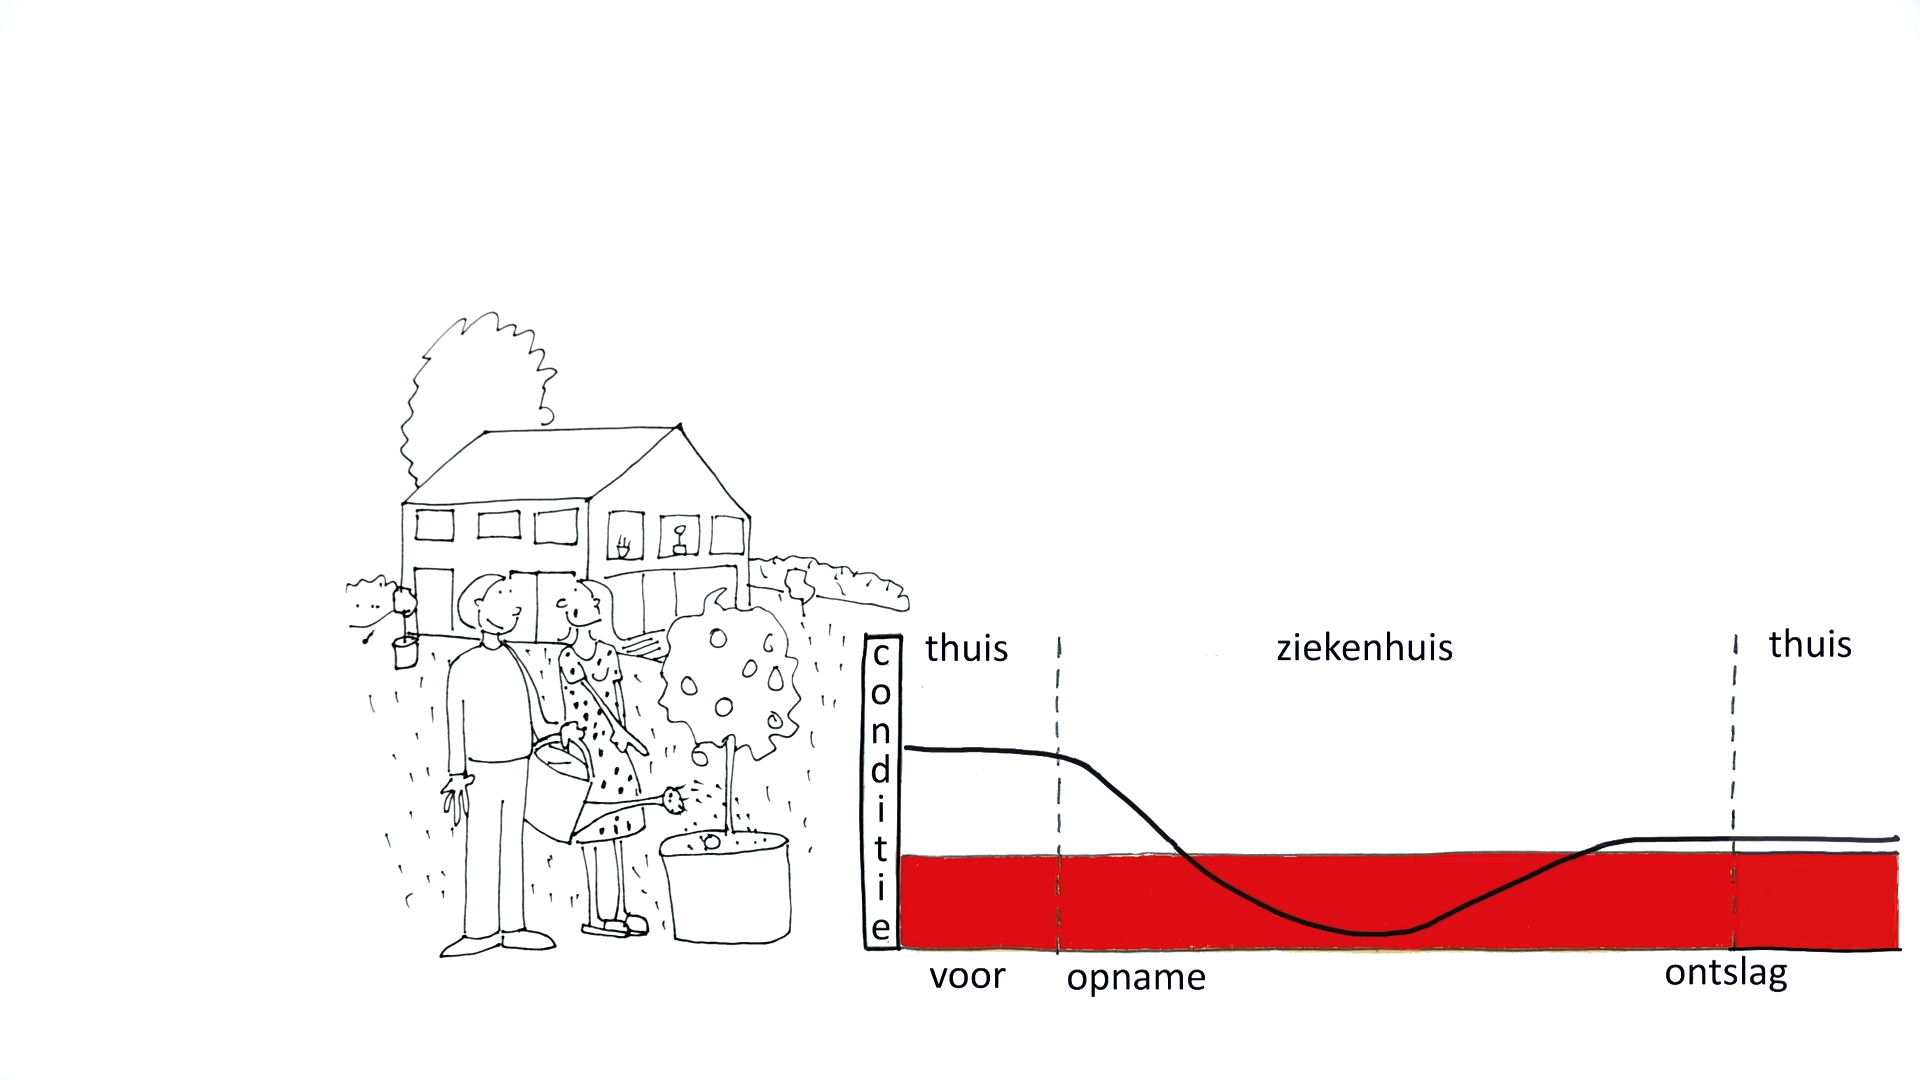 conditie
thuis
ziekenhuis
thuis
voor
opname
ontslag